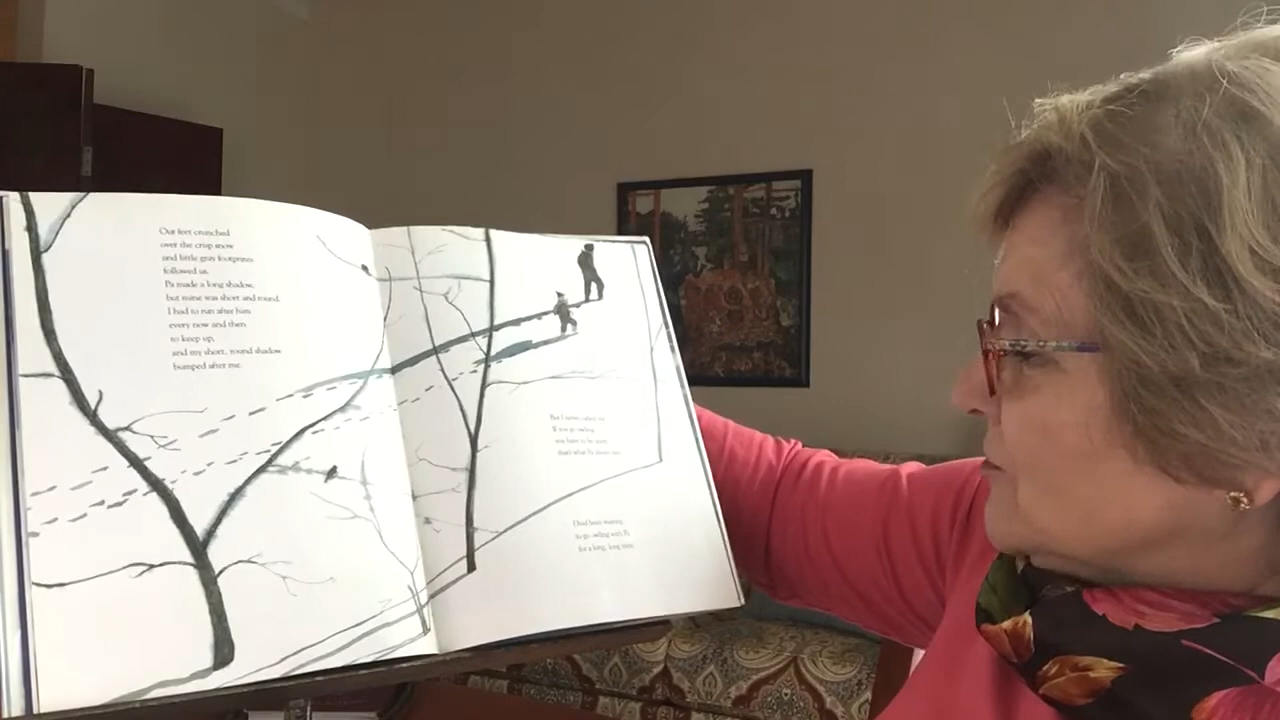 Our feet crunched
over the crisp snow
and little gray footprints
followed us.
Pa made a long shadow,
but mine was short and round.
I had to run after him
every now and then
to keep up,
and my short, round shadow
bumped after me.
But I never called out.
If you go owling
you have to be quiet,
that's what Pa always says.
I had been waiting
to go owling with Pa
for a long, long time.